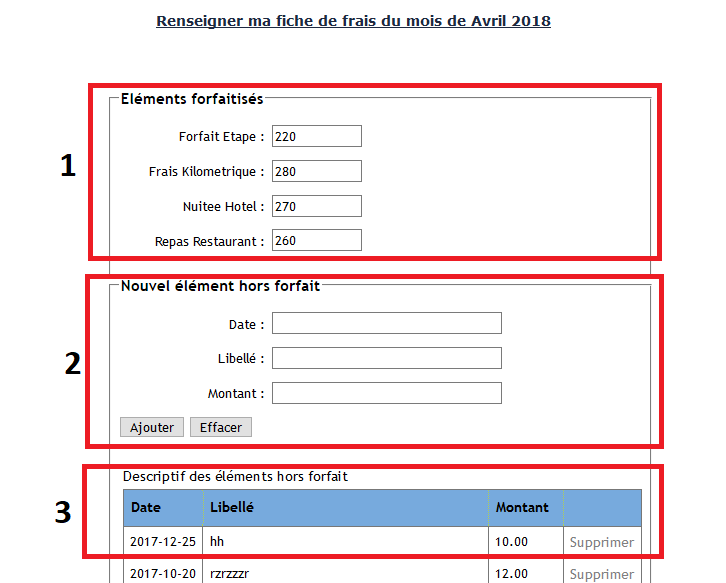 Renseigner ma fiche de frais du mois de Avril 2018
1
Eléments forfaitisés
Forfait Etape : 220
Frais Kilometrique : 280
Nuitee Hotel : 270
Repas Restaurant : 260
2
Nouvel élément hors forfait
Date :
Libellé :
Montant :
Ajouter Effacer
3
Descriptif des éléments hors forfait
Date Libellé Montant
2017-12-25 hh 10.00 Supprimer
2017-10-20 rzrzzzr 12.00 Supprimer